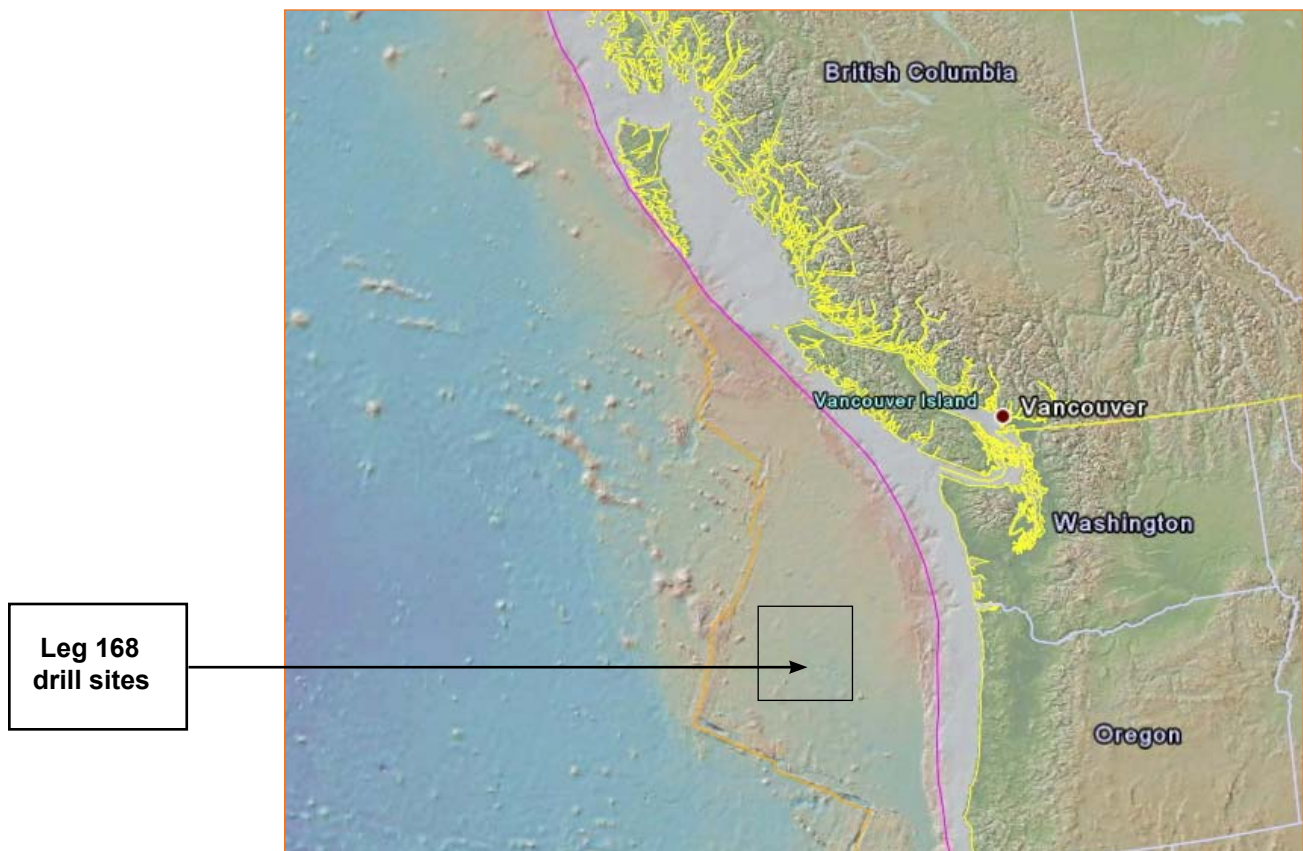 British Columbia
Vancouver Island
Vancouver
Washington
Leg 168
drill sites
Oregon